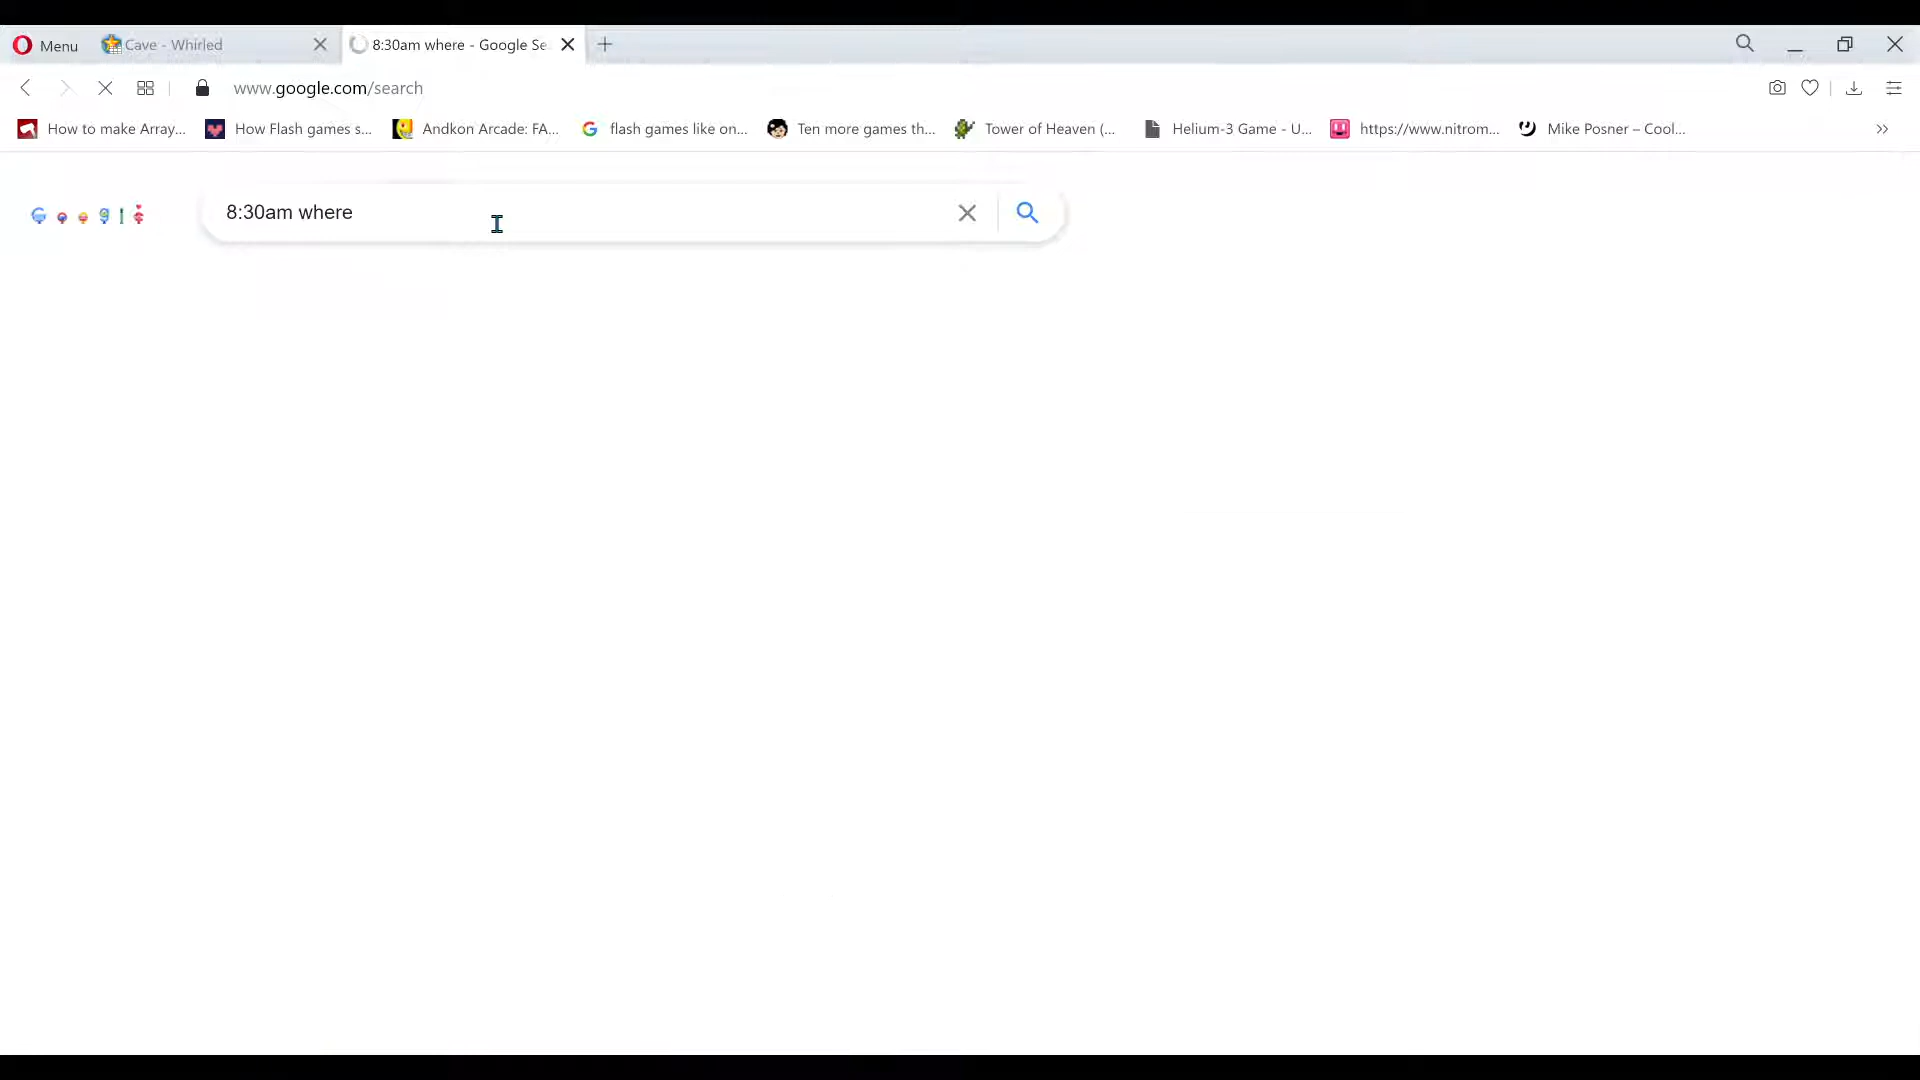 Menu
Cave - Whirled
8:30am where - Google Se
www.google.com/search
How to make Array...
How Flash games s...
Andkon Arcade: FA...
flash games like on...
Ten more games th...
Tower of Heaven (...
Helium-3 Game - U...
https://www.nitrom...
Mike Posner – Cool...
Google
8:30am where